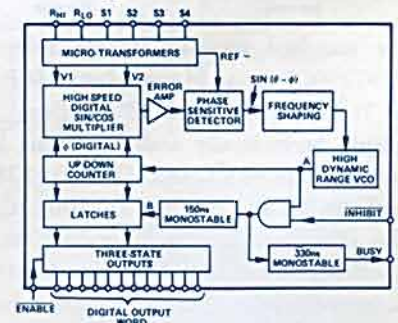 RHI RLO S1 S2 S3 S4
MICRO-TRANSFORMERS
REF ~
V1 V2
ERROR
AMP
SIN (θ - φ)
HIGH SPEED
DIGITAL
SIN/COS
MULTIPLIER
PHASE
SENSITIVE
DETECTOR
FREQUENCY
SHAPING
φ (DIGITAL)
UP DOWN
COUNTER
A
HIGH
DYNAMIC
RANGE VCO
LATCHES
B
150ns
MONOSTABLE
INHIBIT
THREE-STATE
OUTPUTS
330ns
MONOSTABLE
BUSY
ENABLE
DIGITAL OUTPUT
WORD